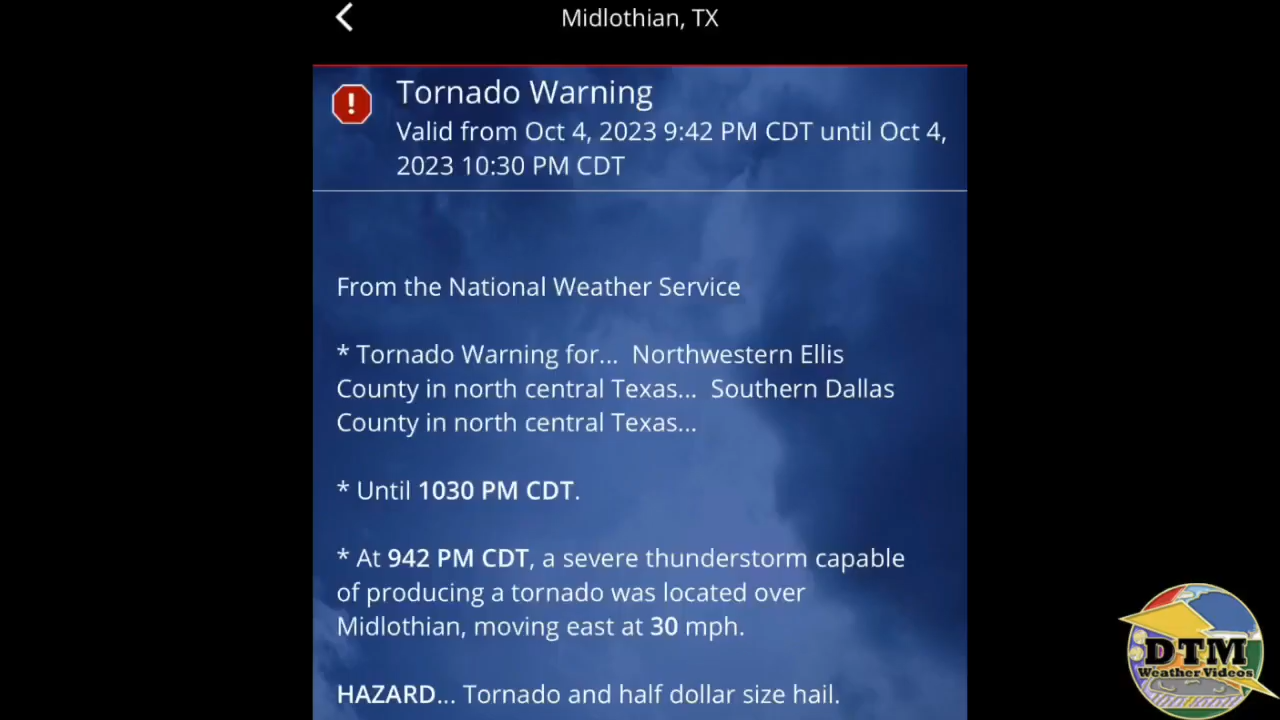 Midlothian, TX
Tornado Warning
Valid from Oct 4, 2023 9:42 PM CDT until Oct 4,
2023 10:30 PM CDT
From the National Weather Service
* Tornado Warning for... Northwestern Ellis
County in north central Texas... Southern Dallas
County in north central Texas...
* Until 1030 PM CDT.
* At 942 PM CDT, a severe thunderstorm capable
of producing a tornado was located over
Midlothian, moving east at 30 mph.
HAZARD... Tornado and half dollar size hail.
DTM
Weather Videos